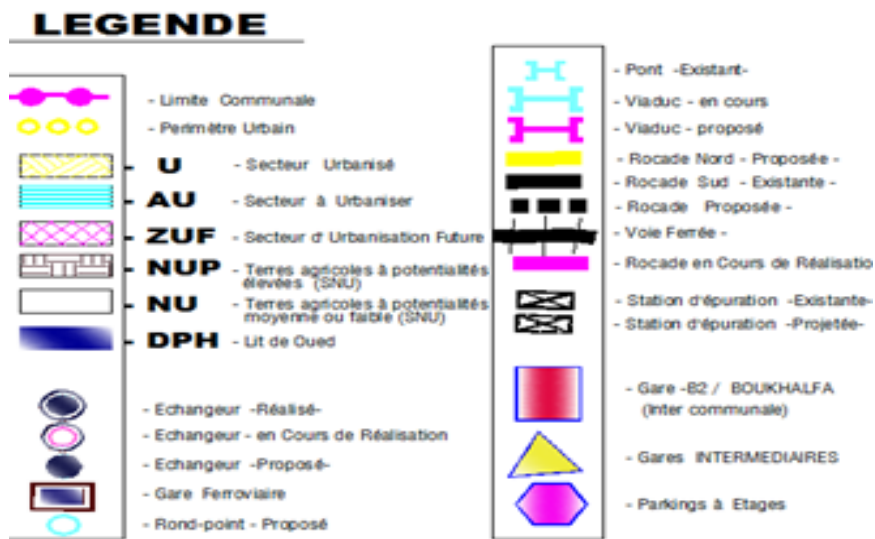 LEGENDE
- Limite Communale
- Perimètre Urbain
- U - Secteur Urbanisé
- AU - Secteur à Urbaniser
- ZUF - Secteur d' Urbanisation Future
- NUP - Terres agricoles à potentialités
élevées (SNU)
- NU - Terres agricoles à potentialités
moyenne ou faible (SNU)
- DPH - Lit de Oued
- Echangeur -Réalisé-
- Echangeur - en Cours de Réalisation
- Echangeur -Proposé-
- Gare Ferroviaire
- Rond-point - Proposé
- Pont -Existant-
- Viaduc - en cours
- Viaduc - proposé
- Rocade Nord - Proposée -
- Rocade Sud - Existante -
- Rocade Proposée -
- Voie Ferrée -
- Rocade en Cours de Réalisatio
- Station d'épuration -Existante-
- Station d'épuration -Projetée-
- Gare -B2 / BOUKHALFA
(Inter communale)
- Gares INTERMEDIAIRES
- Parkings à Etages